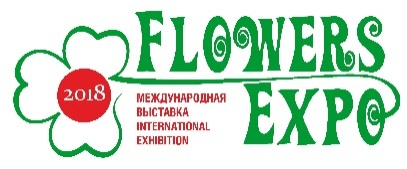 FLOWERS
2018
МЕЖДУНАРОДНАЯ
ВЫСТАВКА
INTERNATIONAL
EXHIBITION
EXPO